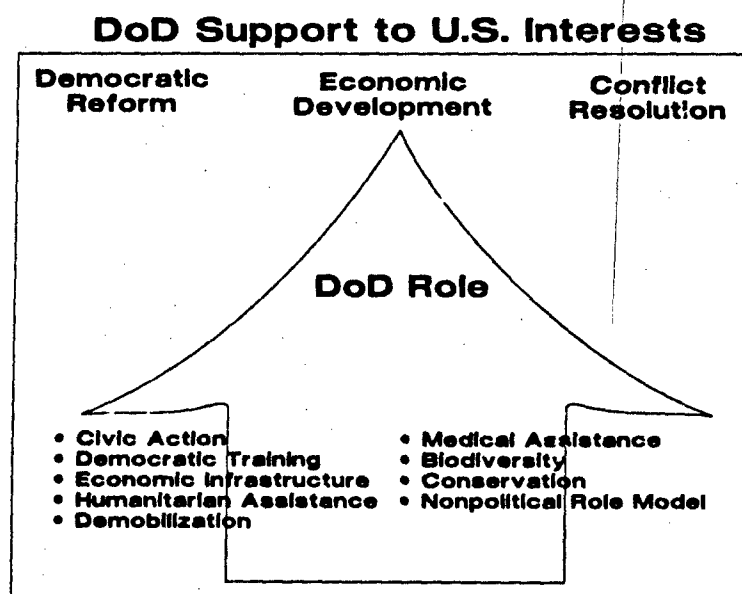 DoD Support to U.S. Interests
Democratic
Reform
Economic
Development
Conflict
Resolution
DoD Role
• Civic Action
• Democratic Training
• Economic Infrastructure
• Humanitarian Assistance
• Demobilization
• Medical Assistance
• Biodiversity
• Conservation
• Nonpolitical Role Model